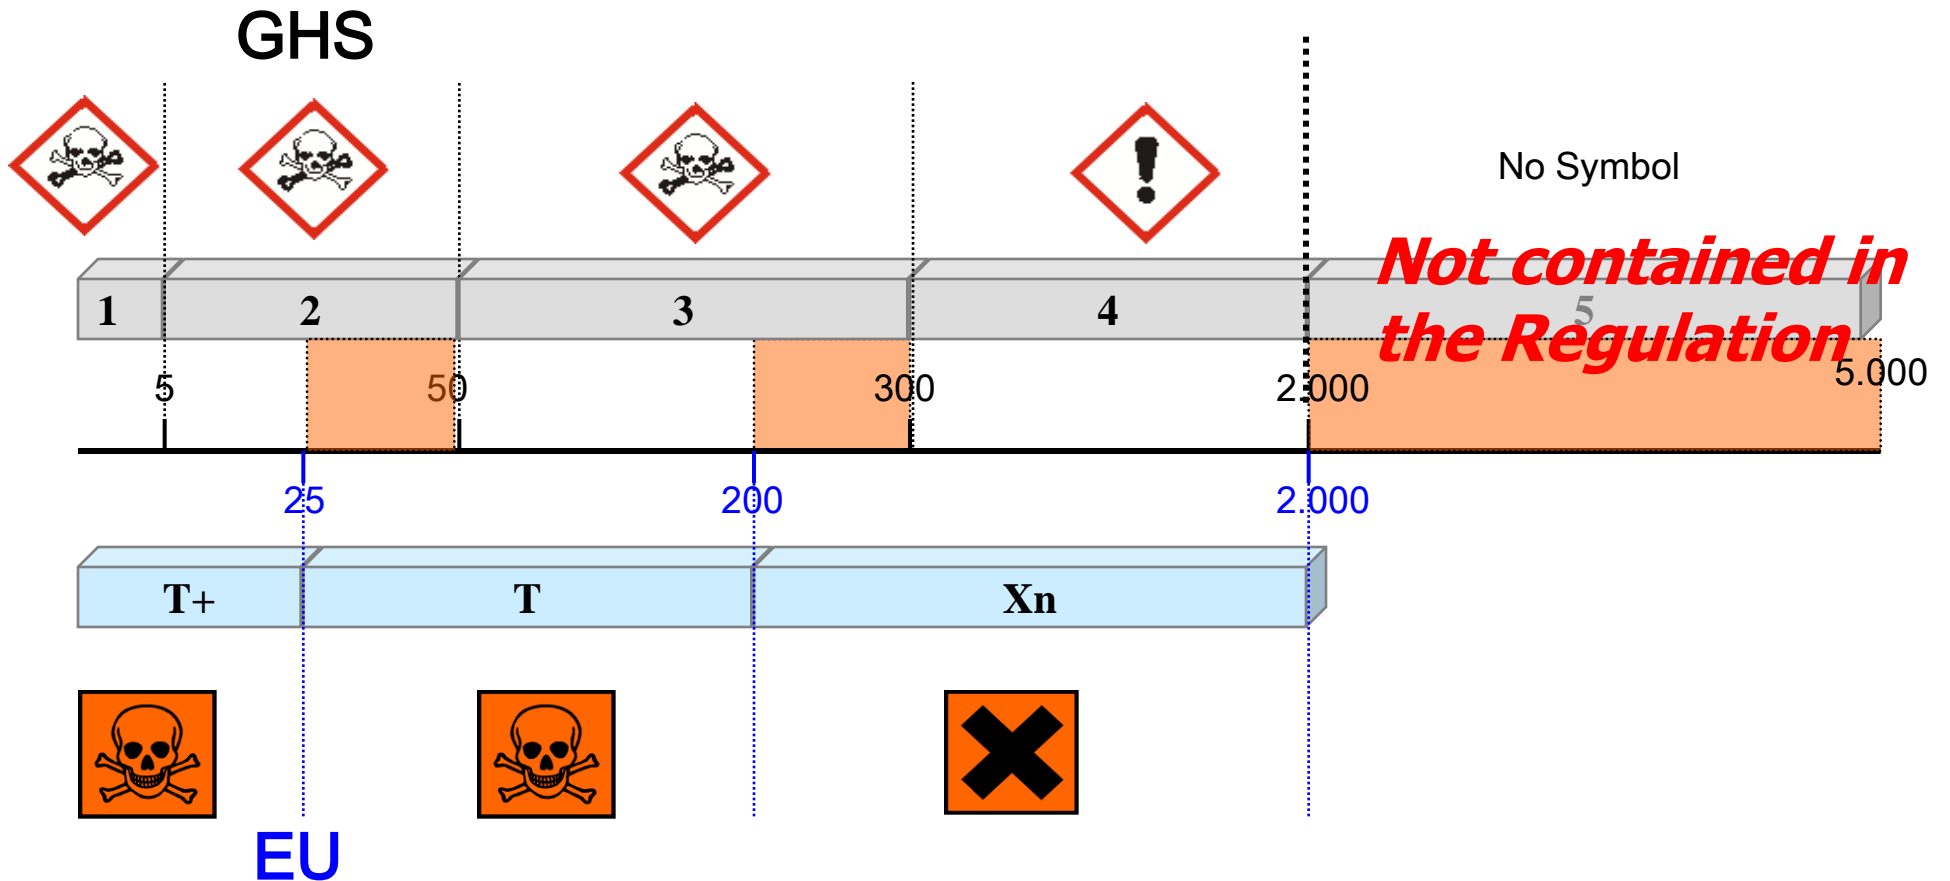 GHS
No Symbol
Not contained in
the Regulation
1 2 3 4 5
5 50 300 2.000 5.000
25 200 2.000
T+ T Xn
EU